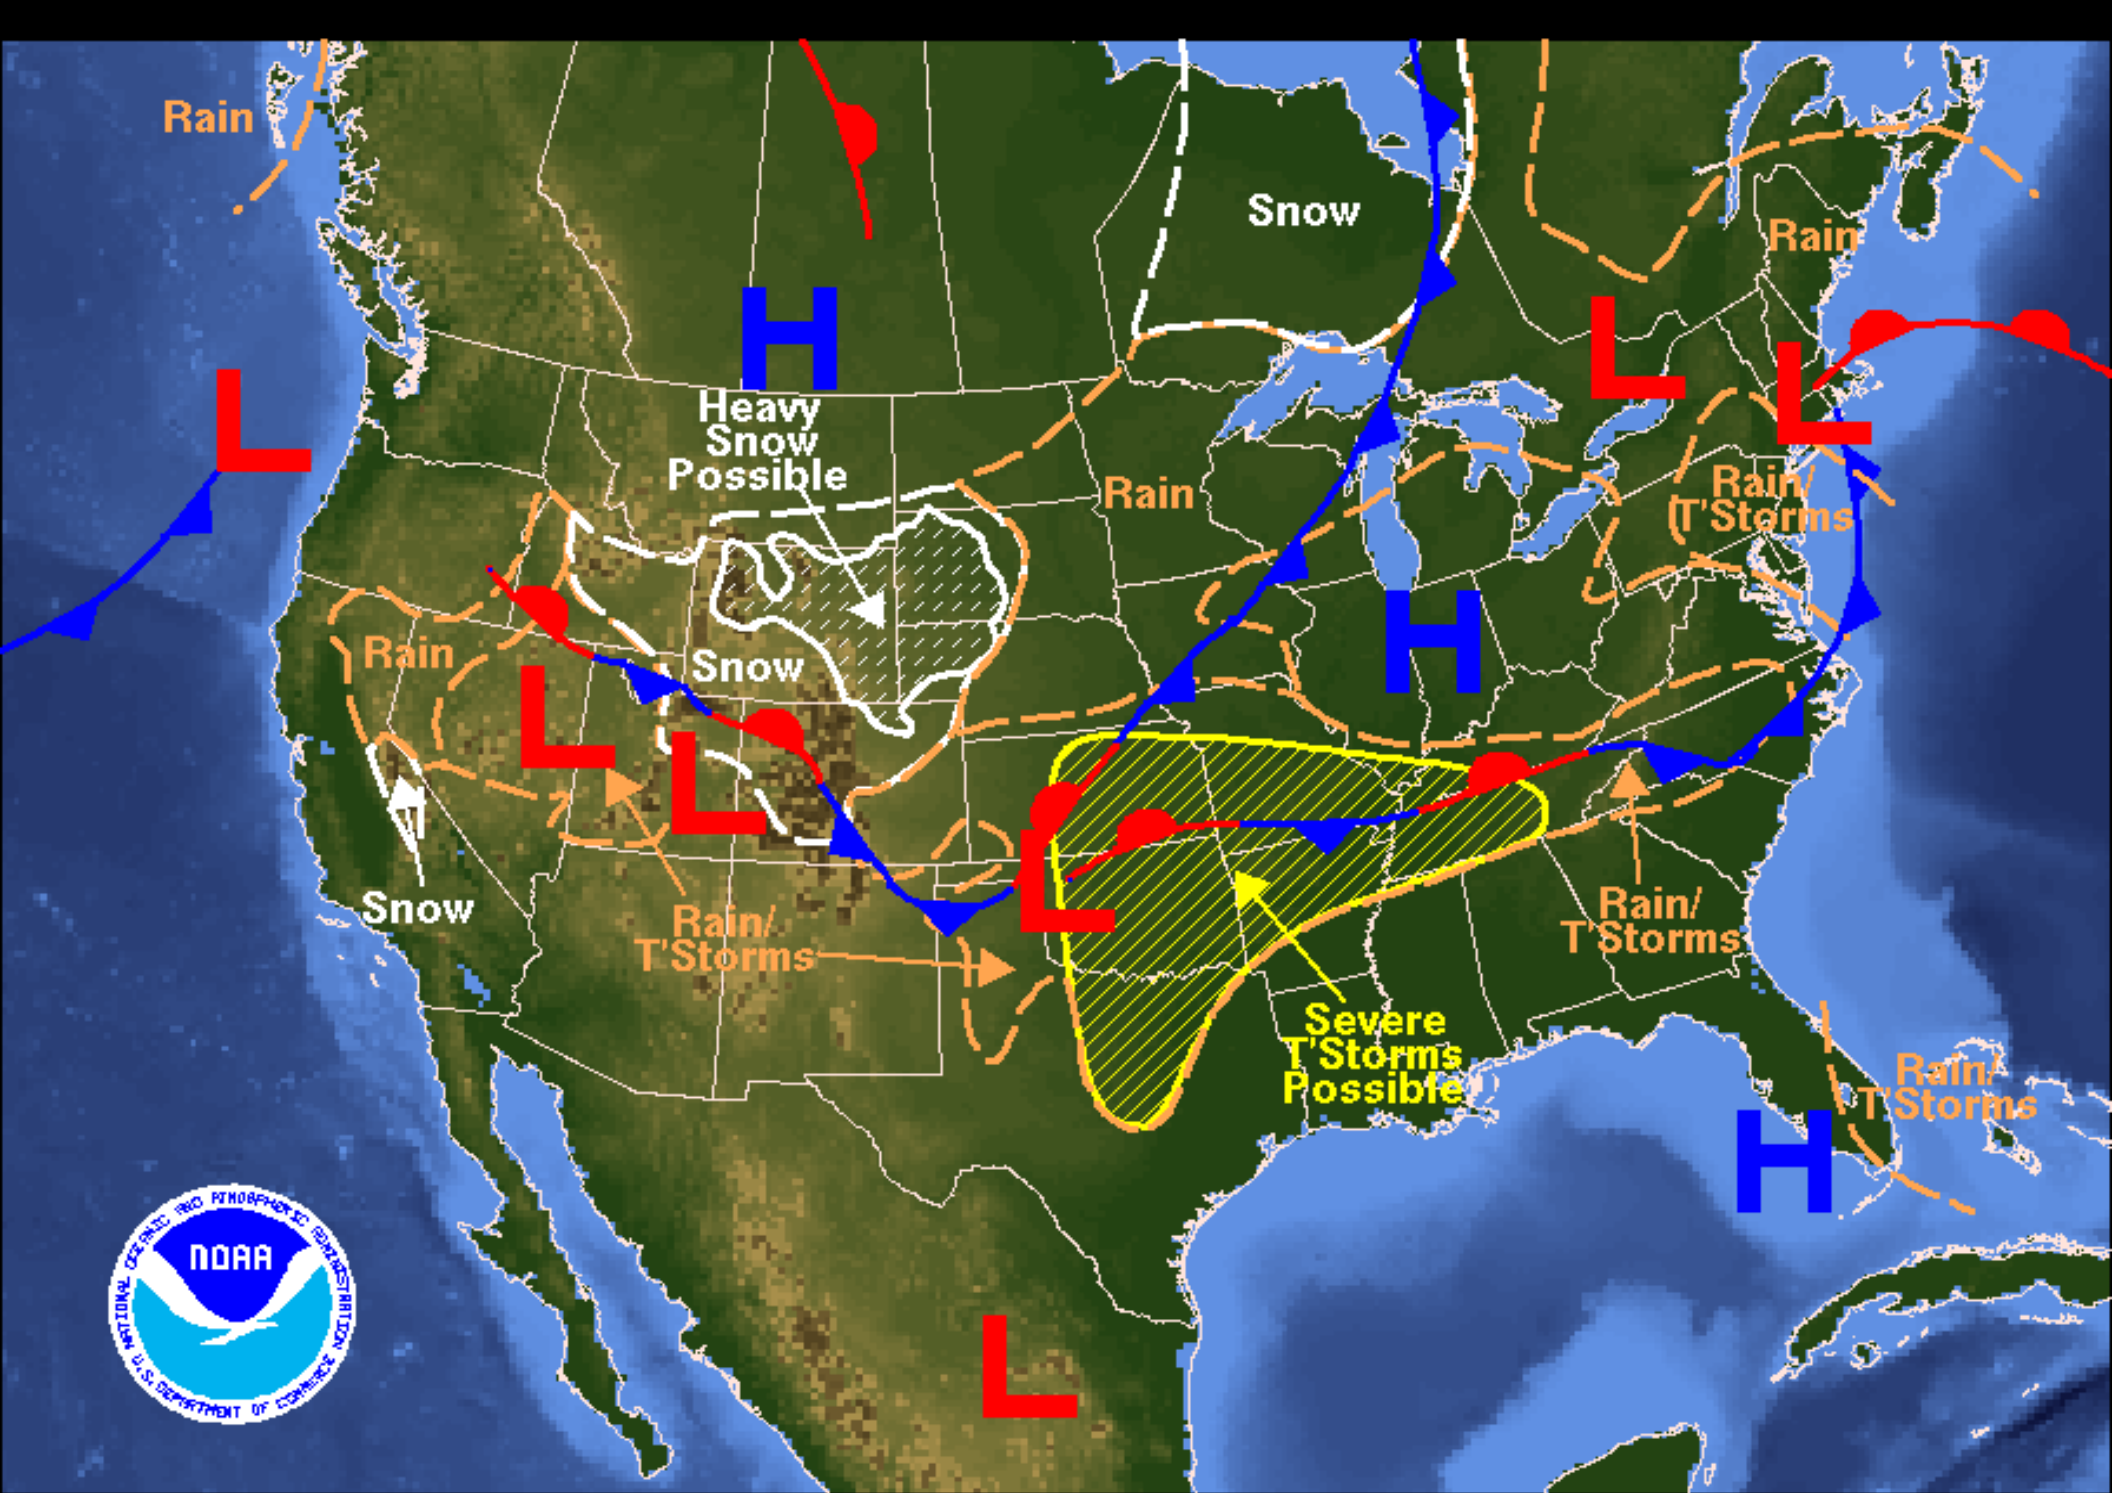 Rain
Snow
Rain
L
H
L
L
L
Heavy
Snow
Possible
Rain
Rain/
T'Storms
H
Rain
Snow
L
L
L
Snow
Rain/
T'Storms
Rain/
T'Storms
Severe
T'Storms
Possible
Rain/
T'Storms
H
L
NATIONAL OCEANIC AND ATMOSPHERIC ADMINISTRATION
NOAA
U.S. DEPARTMENT OF COMMERCE